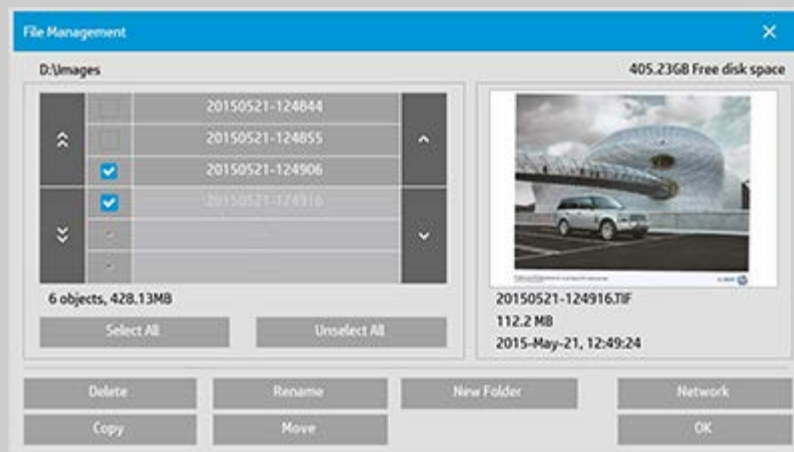 File Management
D:\Images
405.23GB Free disk space
20150521-124844
20150521-124855
20150521-124906
20150521-124916
6 objects, 428.13MB
Select All
Unselect All
20150521-124916.TIF
112.2 MB
2015-May-21, 12:49:24
Delete
Rename
New Folder
Network
Copy
Move
OK